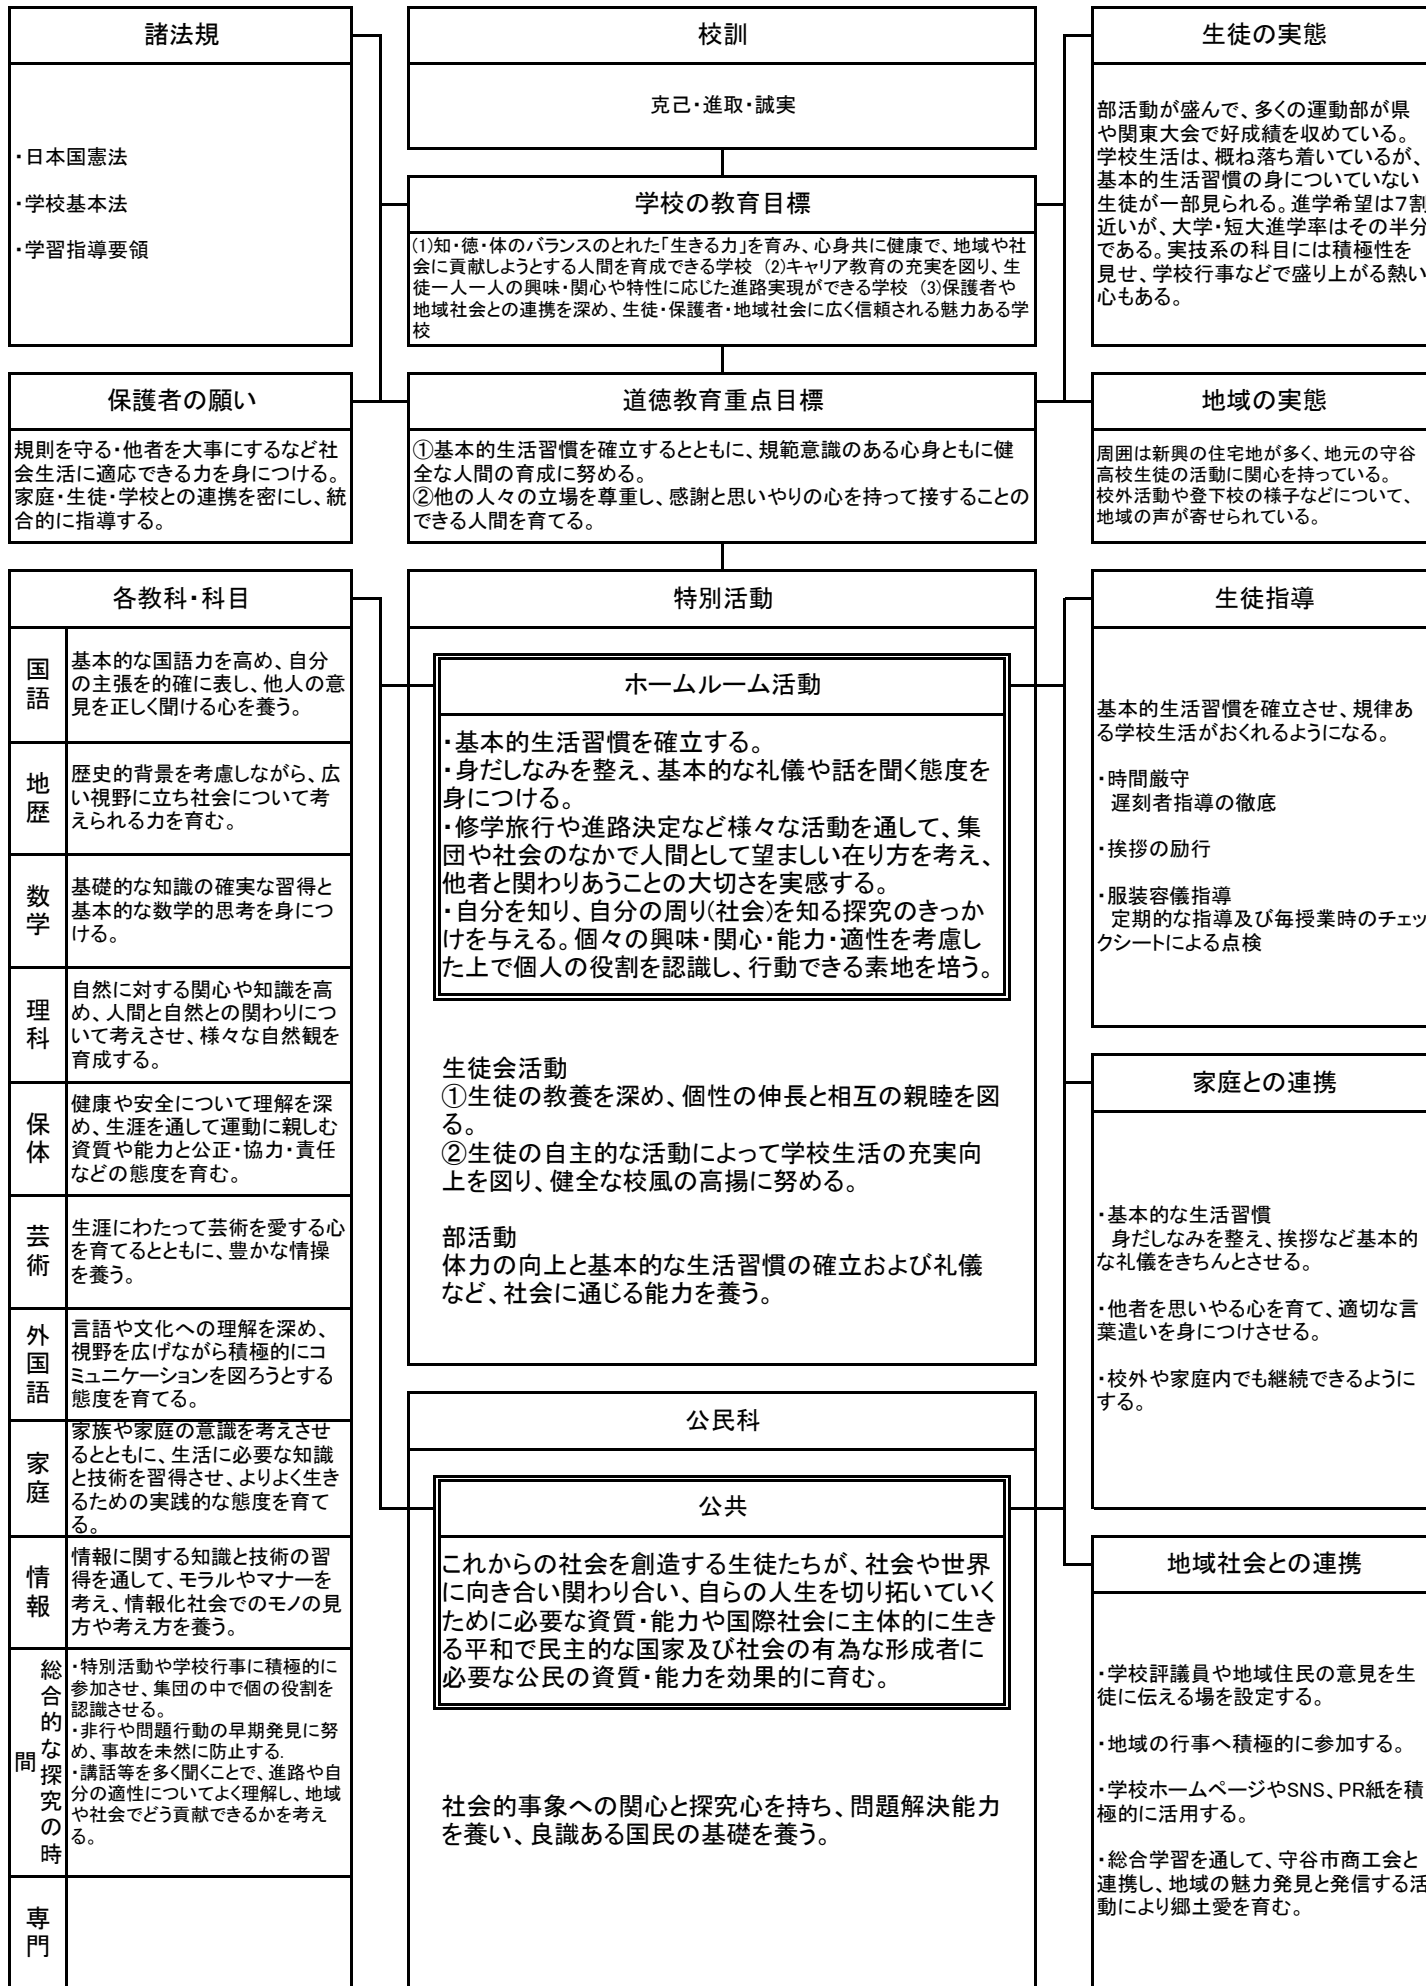 諸法規
・日本国憲法
・学校基本法
・学習指導要領
校訓
克己・進取・誠実
生徒の実態
部活動が盛んで、多くの運動部が県
や関東大会で好成績を収めている。
学校生活は、概ね落ち着いているが、
基本的生活習慣の身についていない
生徒が一部見られる。進学希望は7割
近いが、大学・短大進学率はその半分
である。実技系の科目には積極性を
見せ、学校行事などで盛り上がる熱い
心もある。
学校の教育目標
(1)知・徳・体のバランスのとれた「生きる力」を育み、心身共に健康で、地域や社
会に貢献しようとする人間を育成できる学校 (2)キャリア教育の充実を図り、生
徒一人一人の興味・関心や特性に応じた進路実現ができる学校 (3)保護者や
地域社会との連携を深め、生徒・保護者・地域社会に広く信頼される魅力ある学
校
保護者の願い
規則を守る・他者を大事にするなど社
会生活に適応できる力を身につける。
家庭・生徒・学校との連携を密にし、統
合的に指導する。
道徳教育重点目標
①基本的生活習慣を確立するとともに、規範意識のある心身ともに健
全な人間の育成に努める。
②他の人々の立場を尊重し、感謝と思いやりの心を持って接することの
できる人間を育てる。
地域の実態
周囲は新興の住宅地が多く、地元の守谷
高校生徒の活動に関心を持っている。
校外活動や登下校の様子などについて、
地域の声が寄せられている。
各教科・科目
国語
基本的な国語力を高め、自分
の主張を的確に表し、他人の意
見を正しく聞ける心を養う。
地歴
歴史的背景を考慮しながら、広
い視野に立ち社会について考
えられる力を育む。
数学
基礎的な知識の確実な習得と
基本的な数学的思考を身につ
ける。
理科
自然に対する関心や知識を高
め、人間と自然との関わりにつ
いて考えさせ、様々な自然観を
育成する。
保体
健康や安全について理解を深
め、生涯を通して運動に親しむ
資質や能力と公正・協力・責任
などの態度を育む。
芸術
生涯にわたって芸術を愛する心
を育てるとともに、豊かな情操
を養う。
外国語
言語や文化への理解を深め、
視野を広げながら積極的にコ
ミュニケーションを図ろうとする
態度を育てる。
家庭
家族や家庭の意識を考えさせ
るとともに、生活に必要な知識
と技術を習得させ、よりよく生き
るための実践的な態度を育て
る。
情報
情報に関する知識と技術の習
得を通して、モラルやマナーを
考え、情報化社会でのモノの見
方や考え方を養う。
総合的な探究の時
間
・特別活動や学校行事に積極的に
参加させ、集団の中で個の役割を
認識させる。
・非行や問題行動の早期発見に努
め、事故を未然に防止する.
・講話等を多く聞くことで、進路や自
分の適性についてよく理解し、地域
や社会でどう貢献できるかを考え
る。
専門
特別活動
ホームルーム活動
・基本的生活習慣を確立する。
・身だしなみを整え、基本的な礼儀や話を聞く態度を
身につける。
・修学旅行や進路決定など様々な活動を通して、集
団や社会のなかで人間として望ましい在り方を考え、
他者と関わりあうことの大切さを実感する。
・自分を知り、自分の周り(社会)を知る探究のきっか
けを与える。個々の興味・関心・能力・適性を考慮し
た上で個人の役割を認識し、行動できる素地を培う。
生徒会活動
①生徒の教養を深め、個性の伸長と相互の親睦を図
る。
②生徒の自主的な活動によって学校生活の充実向
上を図り、健全な校風の高揚に努める。
部活動
体力の向上と基本的な生活習慣の確立および礼儀
など、社会に通じる能力を養う。
公民科
公共
これからの社会を創造する生徒たちが、社会や世界
に向き合い関わり合い、自らの人生を切り拓いていく
ために必要な資質・能力や国際社会に主体的に生き
る平和で民主的な国家及び社会の有為な形成者に
必要な公民の資質・能力を効果的に育む。
社会的事象への関心と探究心を持ち、問題解決能力
を養い、良識ある国民の基礎を養う。
生徒指導
基本的生活習慣を確立させ、規律あ
る学校生活がおくれるようになる。
・時間厳守
遅刻者指導の徹底
・挨拶の励行
・服装容儀指導
定期的な指導及び毎授業時のチェッ
クシートによる点検
家庭との連携
・基本的な生活習慣
身だしなみを整え、挨拶など基本的
な礼儀をきちんとさせる。
・他者を思いやる心を育て、適切な言
葉遣いを身につけさせる。
・校外や家庭内でも継続できるように
する。
地域社会との連携
・学校評議員や地域住民の意見を生
徒に伝える場を設定する。
・地域の行事へ積極的に参加する。
・学校ホームページやSNS、PR紙を積
極的に活用する。
・総合学習を通して、守谷市商工会と
連携し、地域の魅力発見と発信する活
動により郷土愛を育む。